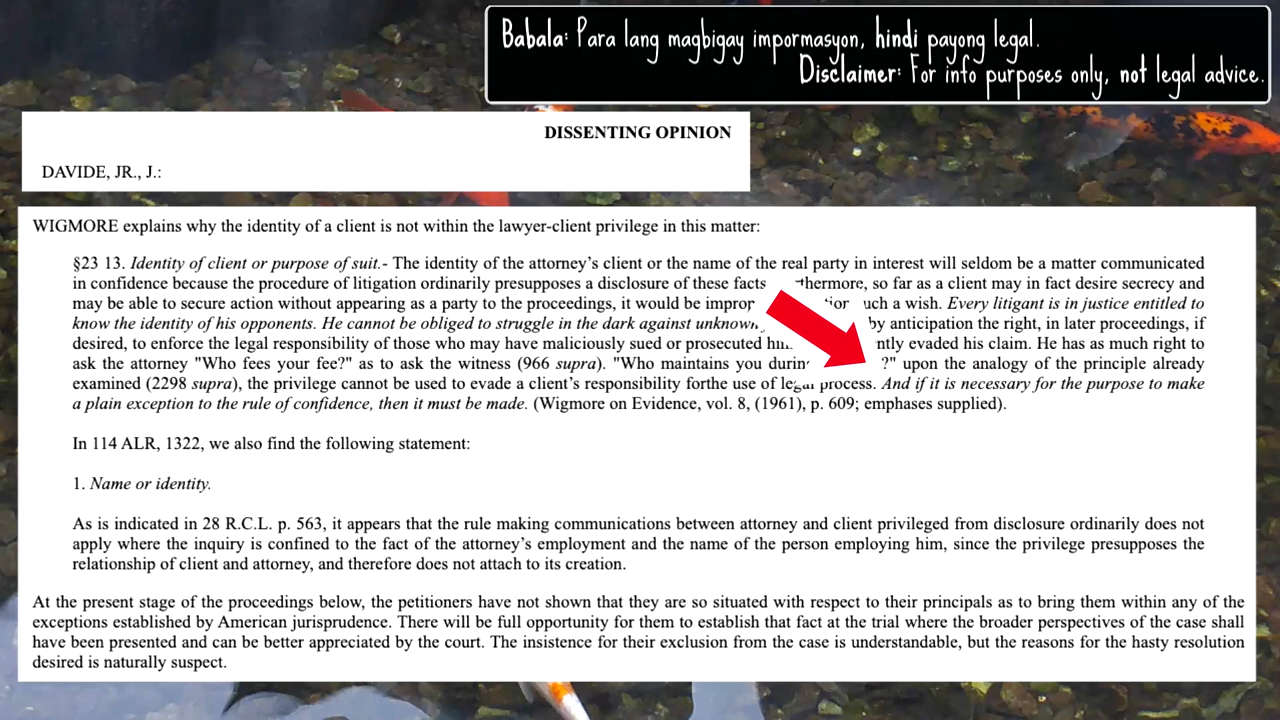 Babala: Para lang magbigay impormasyon, hindi payong legal.
Disclaimer: For info purposes only, not legal advice.
DISSENTING OPINION
DAVIDE, JR., J.:
WIGMORE explains why the identity of a client is not within the lawyer-client privilege in this matter:
§23 13. Identity of client or purpose of suit.- The identity of the attorney's client or the name of the real party in interest will seldom be a matter communicated
in confidence because the procedure of litigation ordinarily presupposes a disclosure of these facts so far as a client may in fact desire secrecy and
may be able to secure action without appearing as a party to the proceedings, it would be a wish. Every litigant is in justice entitled to
know the identity of his opponents. He cannot be obliged to struggle in the dark against unknown by anticipation the right, in later proceedings, if
desired, to enforce the legal responsibility of those who may have maliciously sued or prosecuted evaded his claim. He has as much right to
ask the attorney "Who fees your fee?" as to ask the witness (966 supra). "Who maintains you ?" upon the analogy of the principle already
examined (2298 supra), the privilege cannot be used to evade a client's responsibility forthe use of legal process. And if it is necessary for the purpose to make
a plain exception to the rule of confidence, then it must be made. (Wigmore on Evidence, vol. 8, (1961), p. 609; emphases supplied).
In 114 ALR, 1322, we also find the following statement:
1. Name or identity.
As is indicated in 28 R.C.L. p. 563, it appears that the rule making communications between attorney and client privileged from disclosure ordinarily does not
apply where the inquiry is confined to the fact of the attorney's employment and the name of the person employing him, since the privilege presupposes the
relationship of client and attorney, and therefore does not attach to its creation.
At the present stage of the proceedings below, the petitioners have not shown that they are so situated with respect to their principals as to bring them within any of the
exceptions established by American jurisprudence. There will be full opportunity for them to establish that fact at the trial where the broader perspectives of the case shall
have been presented and can be better appreciated by the court. The insistence for their exclusion from the case is understandable, but the reasons for the hasty resolution
desired is naturally suspect.